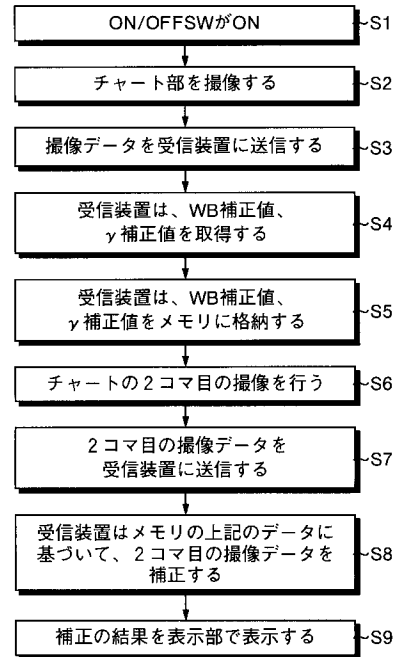 ON/OFFSWがON
S1
チャート部を撮像する
S2
撮像データを受信装置に送信する
S3
受信装置は、WB補正値、
γ補正値を取得する
S4
受信装置は、WB補正値、
γ補正値をメモリに格納する
S5
チャートの2コマ目の撮像を行う
S6
2コマ目の撮像データを
受信装置に送信する
S7
受信装置はメモリの上記のデータに
基づいて、2コマ目の撮像データを
補正する
S8
補正の結果を表示部で表示する
S9